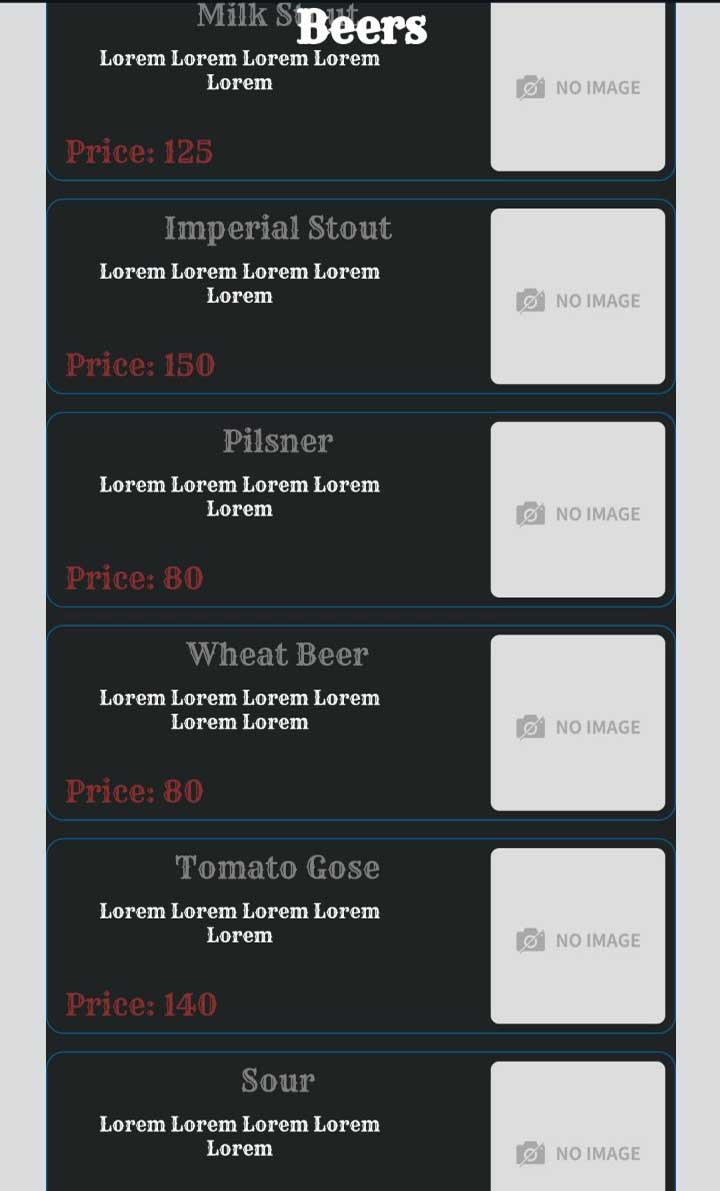 Milk Stout
Beers
Lorem Lorem Lorem Lorem
Lorem
NO IMAGE
Price: 125
Imperial Stout
Lorem Lorem Lorem Lorem
Lorem
NO IMAGE
Price: 150
Pilsner
Lorem Lorem Lorem Lorem
Lorem
NO IMAGE
Price: 80
Wheat Beer
Lorem Lorem Lorem Lorem
Lorem Lorem
NO IMAGE
Price: 80
Tomato Gose
Lorem Lorem Lorem Lorem
Lorem
NO IMAGE
Price: 140
Sour
Lorem Lorem Lorem Lorem
Lorem
NO IMAGE